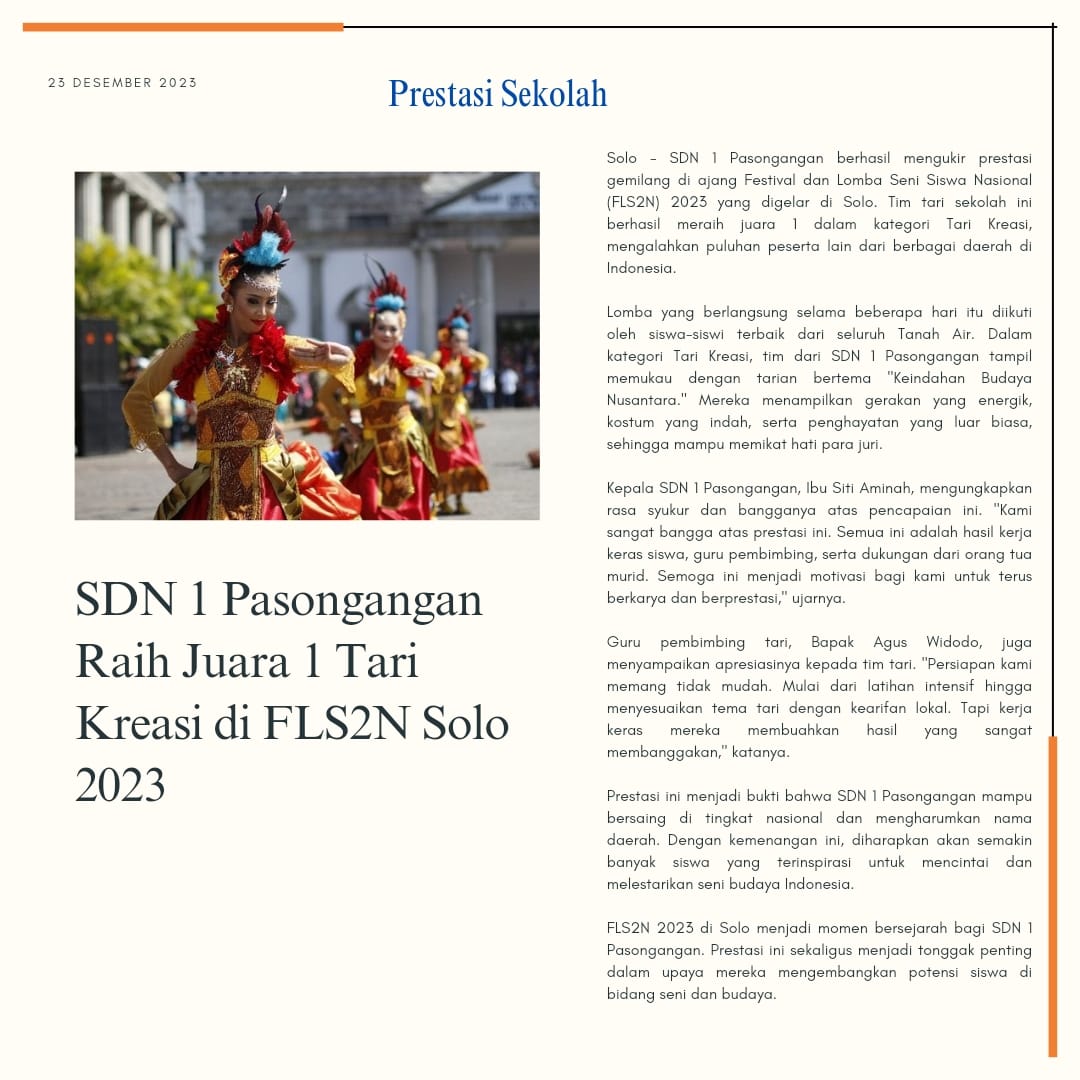 23 DESEMBER 2023
Prestasi Sekolah
SDN 1 Pasongangan
Raih Juara 1 Tari
Kreasi di FLS2N Solo
2023
Solo - SDN 1 Pasongangan berhasil mengukir prestasi
gemilang di ajang Festival dan Lomba Seni Siswa Nasional
(FLS2N) 2023 yang digelar di Solo. Tim tari sekolah ini
berhasil meraih juara 1 dalam kategori Tari Kreasi,
mengalahkan puluhan peserta lain dari berbagai daerah di
Indonesia.
Lomba yang berlangsung selama beberapa hari itu diikuti
oleh siswa-siswi terbaik dari seluruh Tanah Air. Dalam
kategori Tari Kreasi, tim dari SDN 1 Pasongangan tampil
memukau dengan tarian bertema "Keindahan Budaya
Nusantara." Mereka menampilkan gerakan yang energik,
kostum yang indah, serta penghayatan yang luar biasa,
sehingga mampu memikat hati para juri.
Kepala SDN 1 Pasongangan, Ibu Siti Aminah, mengungkapkan
rasa syukur dan bangganya atas pencapaian ini. "Kami
sangat bangga atas prestasi ini. Semua ini adalah hasil kerja
keras siswa, guru pembimbing, serta dukungan dari orang tua
murid. Semoga ini menjadi motivasi bagi kami untuk terus
berkarya dan berprestasi," ujarnya.
Guru pembimbing tari, Bapak Agus Widodo, juga
menyampaikan apresiasinya kepada tim tari. "Persiapan kami
memang tidak mudah. Mulai dari latihan intensif hingga
menyesuaikan tema tari dengan kearifan lokal. Tapi kerja
keras mereka membuahkan hasil yang sangat
membanggakan," katanya.
Prestasi ini menjadi bukti bahwa SDN 1 Pasongangan mampu
bersaing di tingkat nasional dan mengharumkan nama
daerah. Dengan kemenangan ini, diharapkan akan semakin
banyak siswa yang terinspirasi untuk mencintai dan
melestarikan seni budaya Indonesia.
FLS2N 2023 di Solo menjadi momen bersejarah bagi SDN 1
Pasongangan. Prestasi ini sekaligus menjadi tonggak penting
dalam upaya mereka mengembangkan potensi siswa di
bidang seni dan budaya.